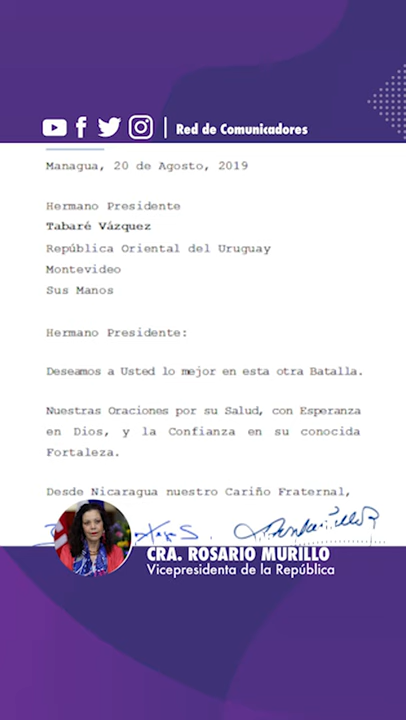 Red de Comunicadores
Managua, 20 de Agosto, 2019
Hermano Presidente
Tabaré Vázquez
República Oriental del Uruguay
Montevideo
Sus Manos
Hermano Presidente:
Deseamos a Usted lo mejor en esta otra Batalla.
Nuestras Oraciones por su Salud, con Esperanza
en Dios, y la Confianza en su conocida
Fortaleza.
Desde Nicaragua nuestro Cariño Fraternal,
CRA. ROSARIO MURILLO
Vicepresidenta de la República